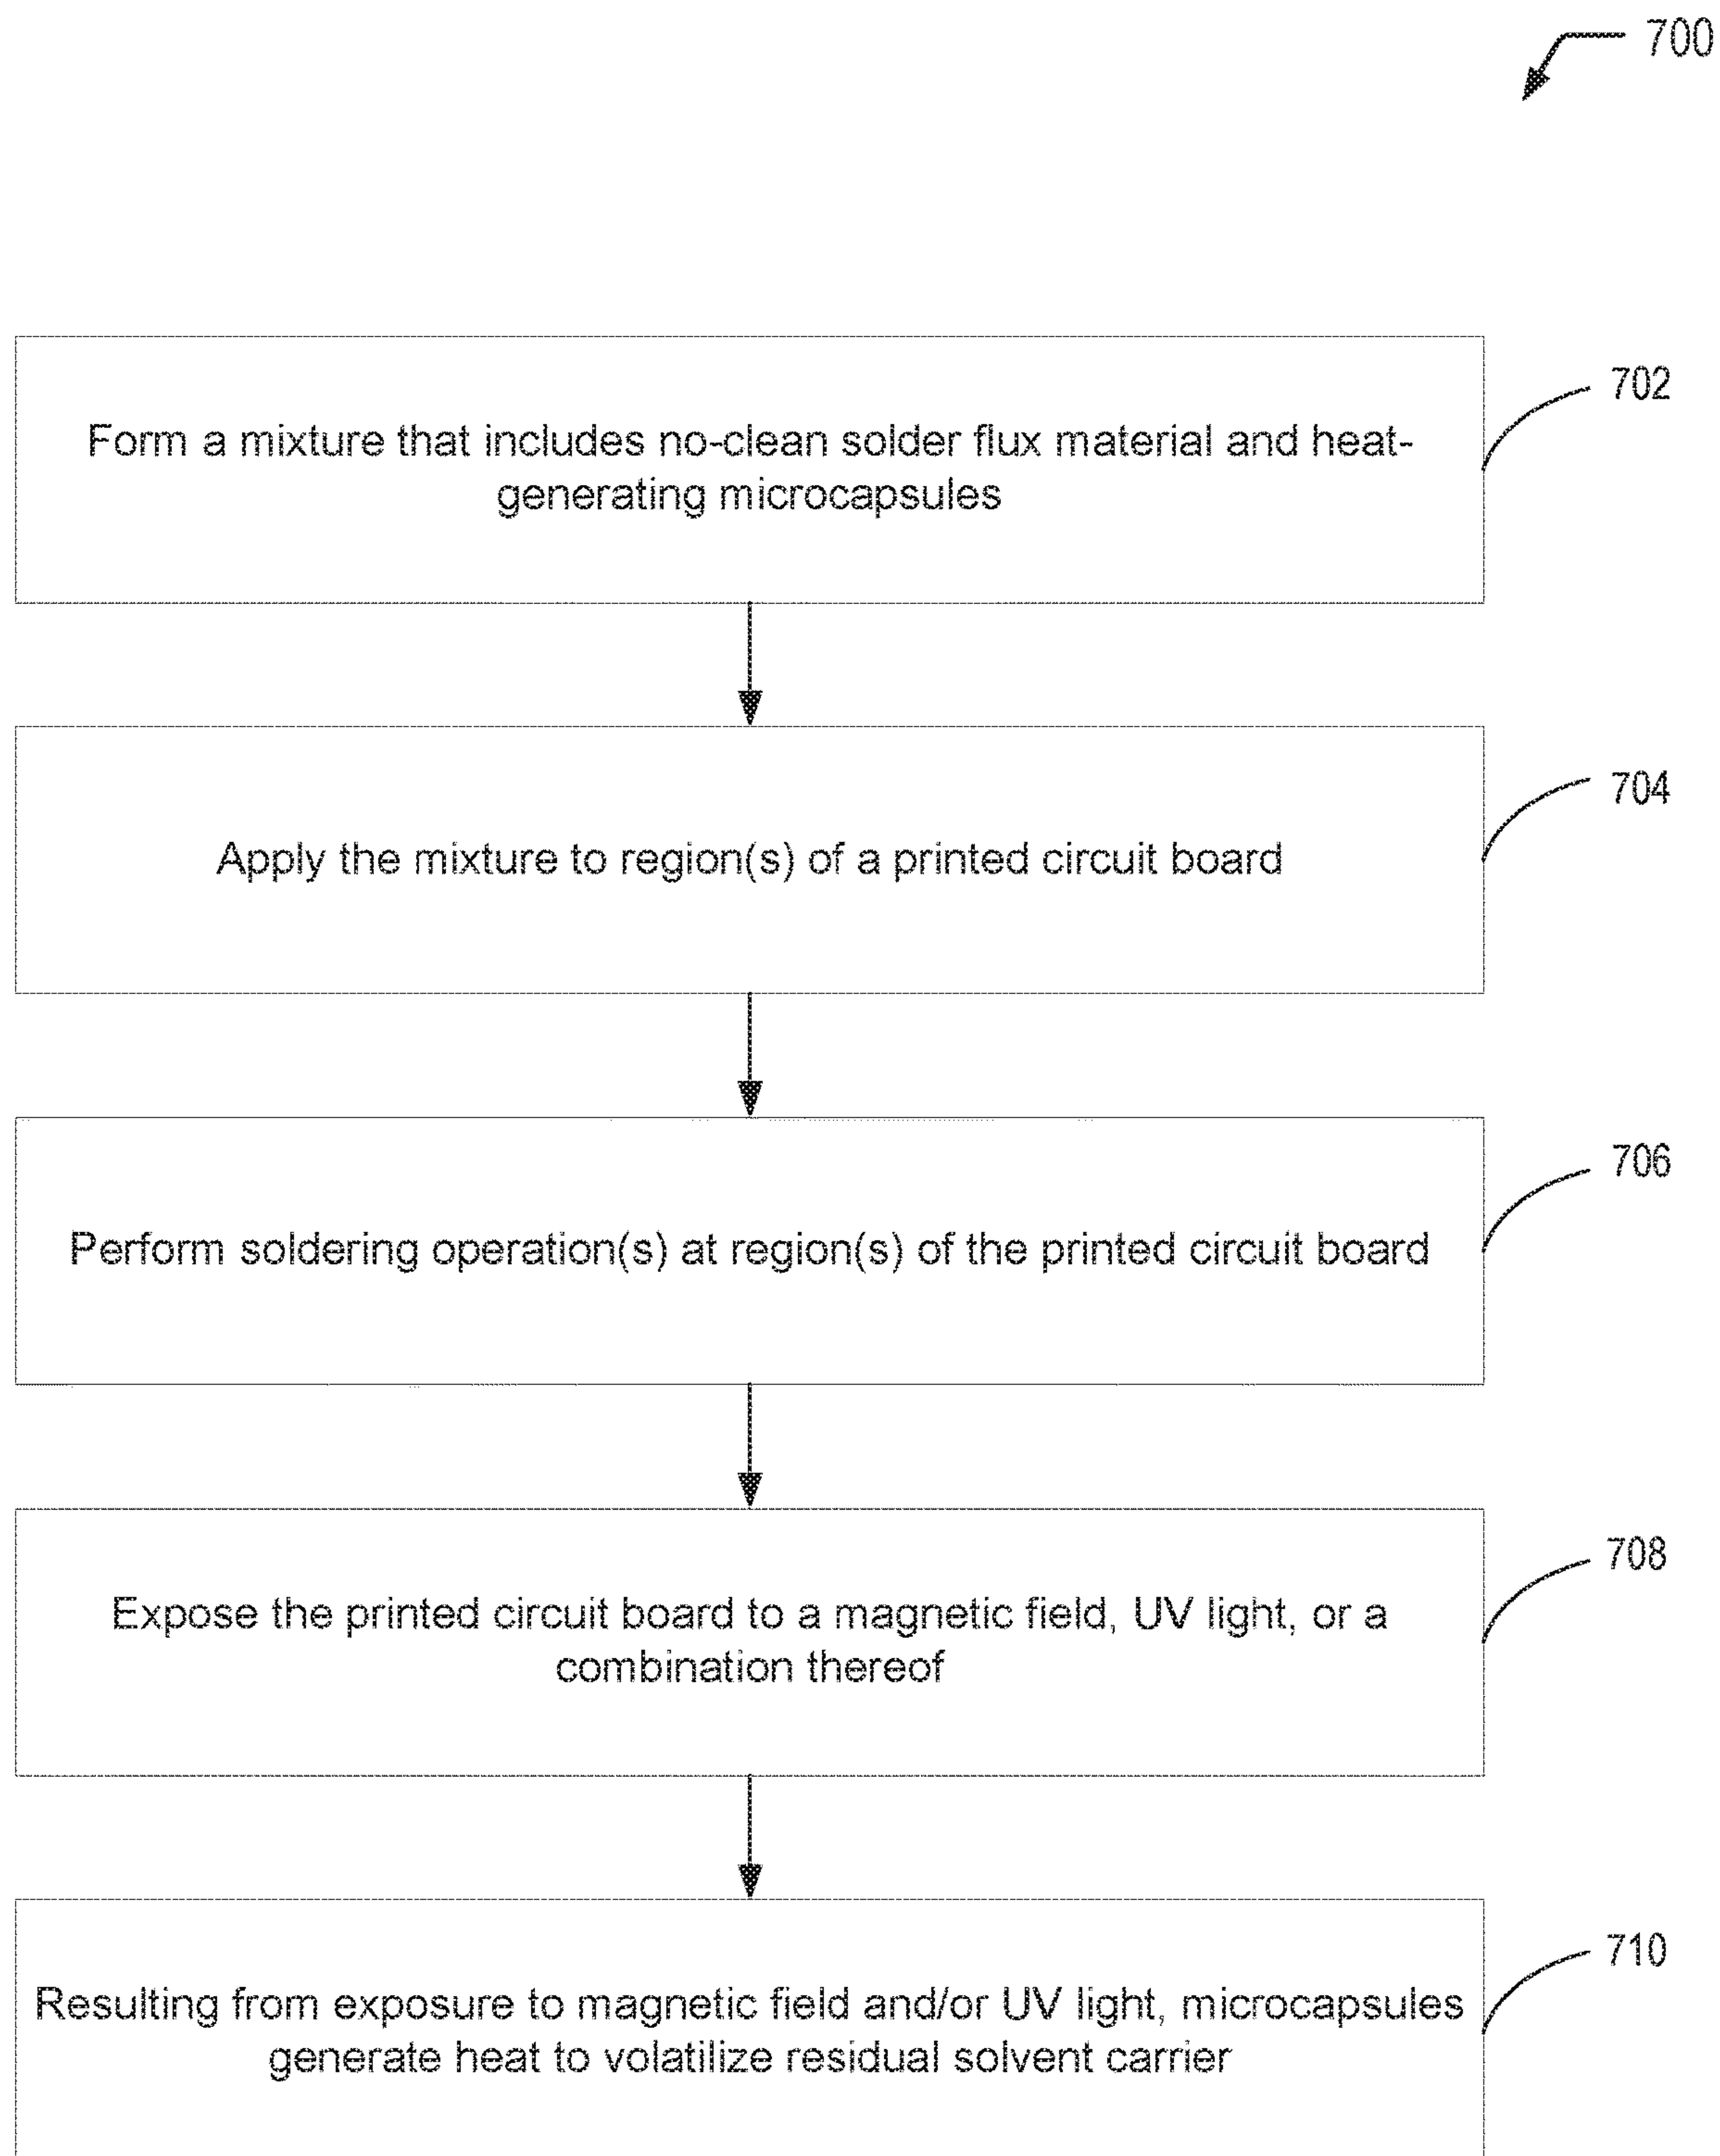 700
702
Form a mixture that includes no-clean solder flux material and heat-
generating microcapsules
704
Apply the mixture to region(s) of a printed circuit board
706
Perform soldering operation(s) at region(s) of the printed circuit board
708
Expose the printed circuit board to a magnetic field, UV light, or a
combination thereof
710
Resulting from exposure to magnetic field and/or UV light, microcapsules
generate heat to volatilize residual solvent carrier